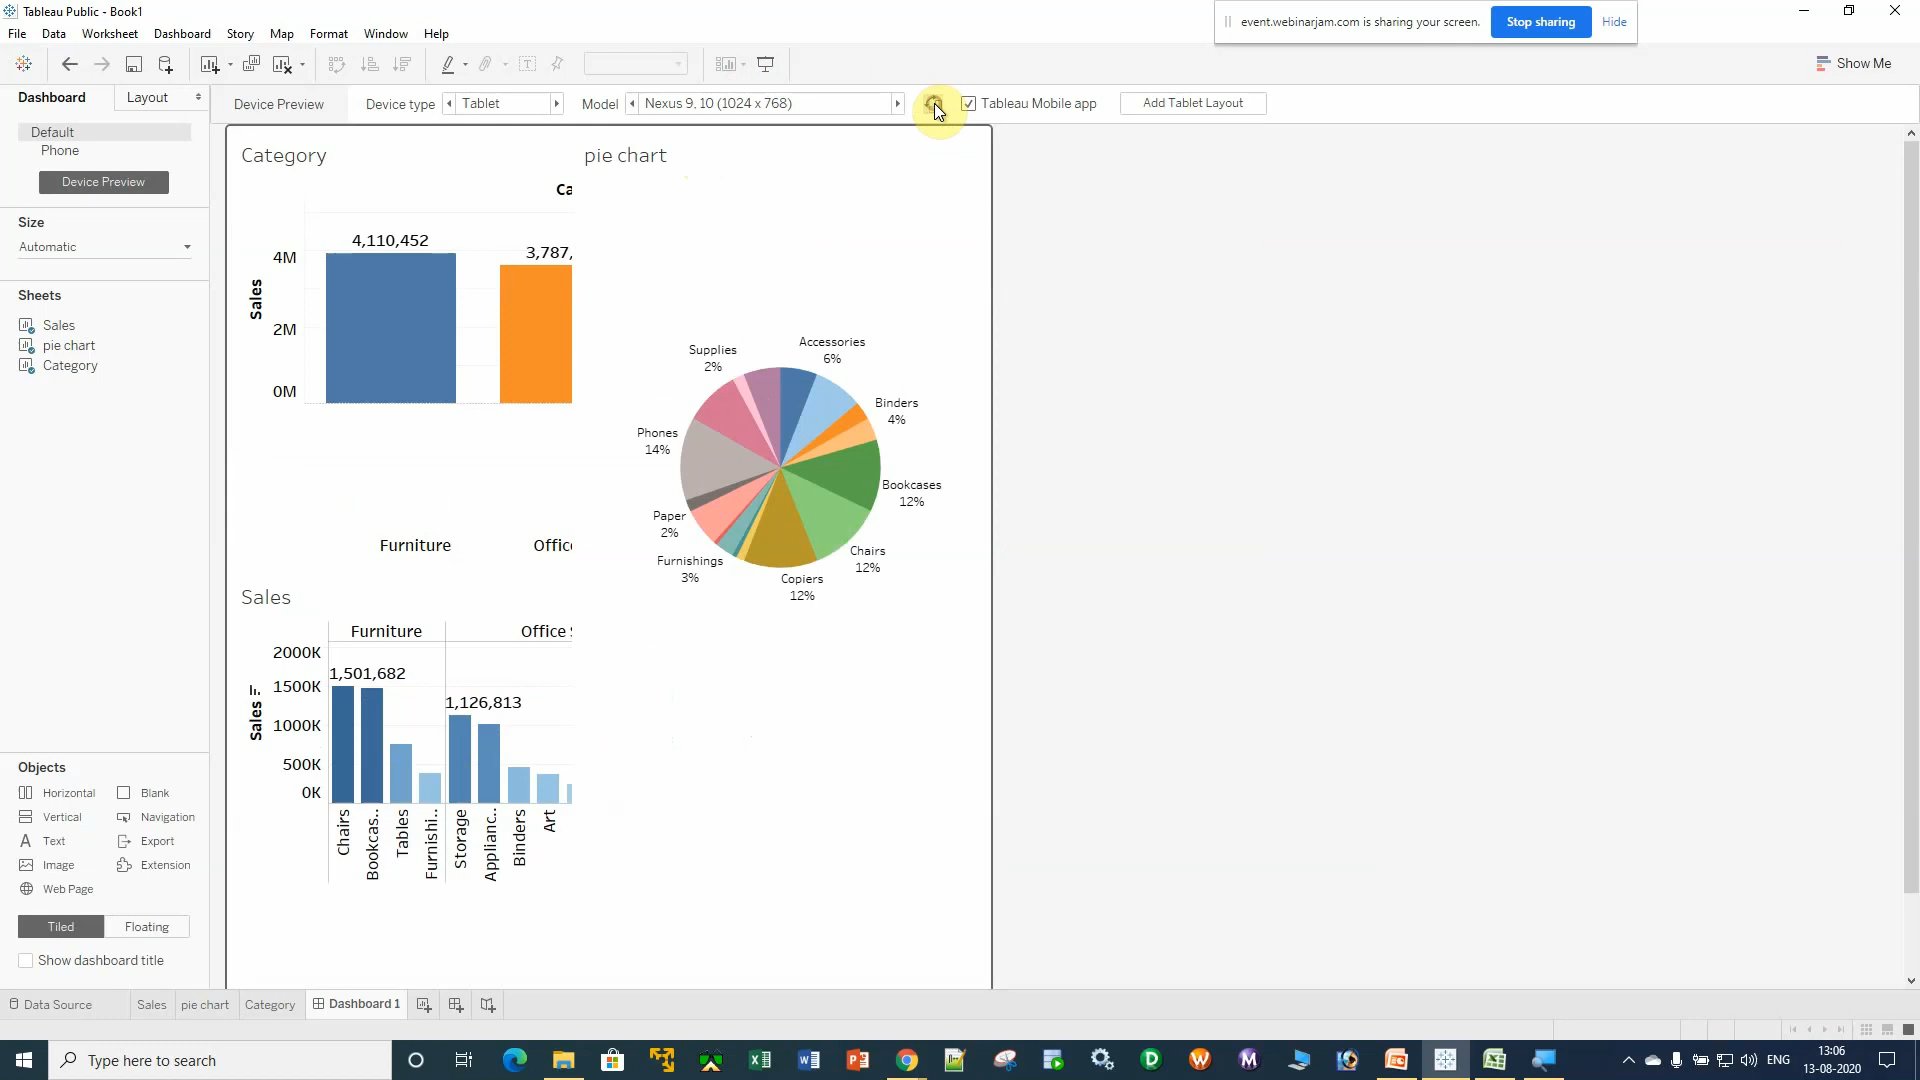 Tableau Public - Book1
event.webinarjam.com is sharing your screen.
Stop sharing
Hide
File
Data
Worksheet
Dashboard
Story
Map
Format
Window
Help
Show Me
Dashboard
Layout
Device Preview
Device type
Tablet
Model
Nexus 9, 10 (1024 x 768)
Tableau Mobile app
Add Tablet Layout
Default
Phone
Device Preview
Size
Automatic
Sheets
Sales
pie chart
Category
Objects
Horizontal
Blank
Vertical
Navigation
Text
Export
Image
Extension
Web Page
Tiled
Floating
Show dashboard title
Category
Ca
4,110,452
3,787,
4M
2M
0M
Sales
Furniture
Offic
Sales
Furniture
Office
2000K
1500K
1000K
500K
0K
Sales
1,501,682
1,126,813
Chairs
Bookcas..
Tables
Furnishi..
Storage
Applianc..
Binders
Art
pie chart
Supplies
2%
Accessories
6%
Binders
4%
Phones
14%
Bookcases
12%
Paper
2%
Chairs
12%
Furnishings
3%
Copiers
12%
Data Source
Sales
pie chart
Category
Dashboard 1
Type here to search
ENG
13:06
13-08-2020